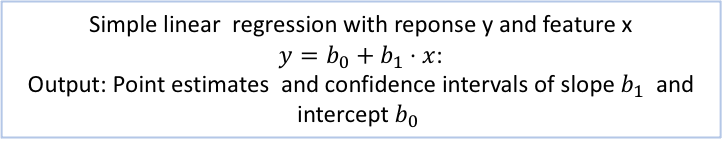 Simple linear regression with reponse y and feature x
y = b₀ + b₁ · x:
Output: Point estimates and confidence intervals of slope b₁ and
intercept b₀